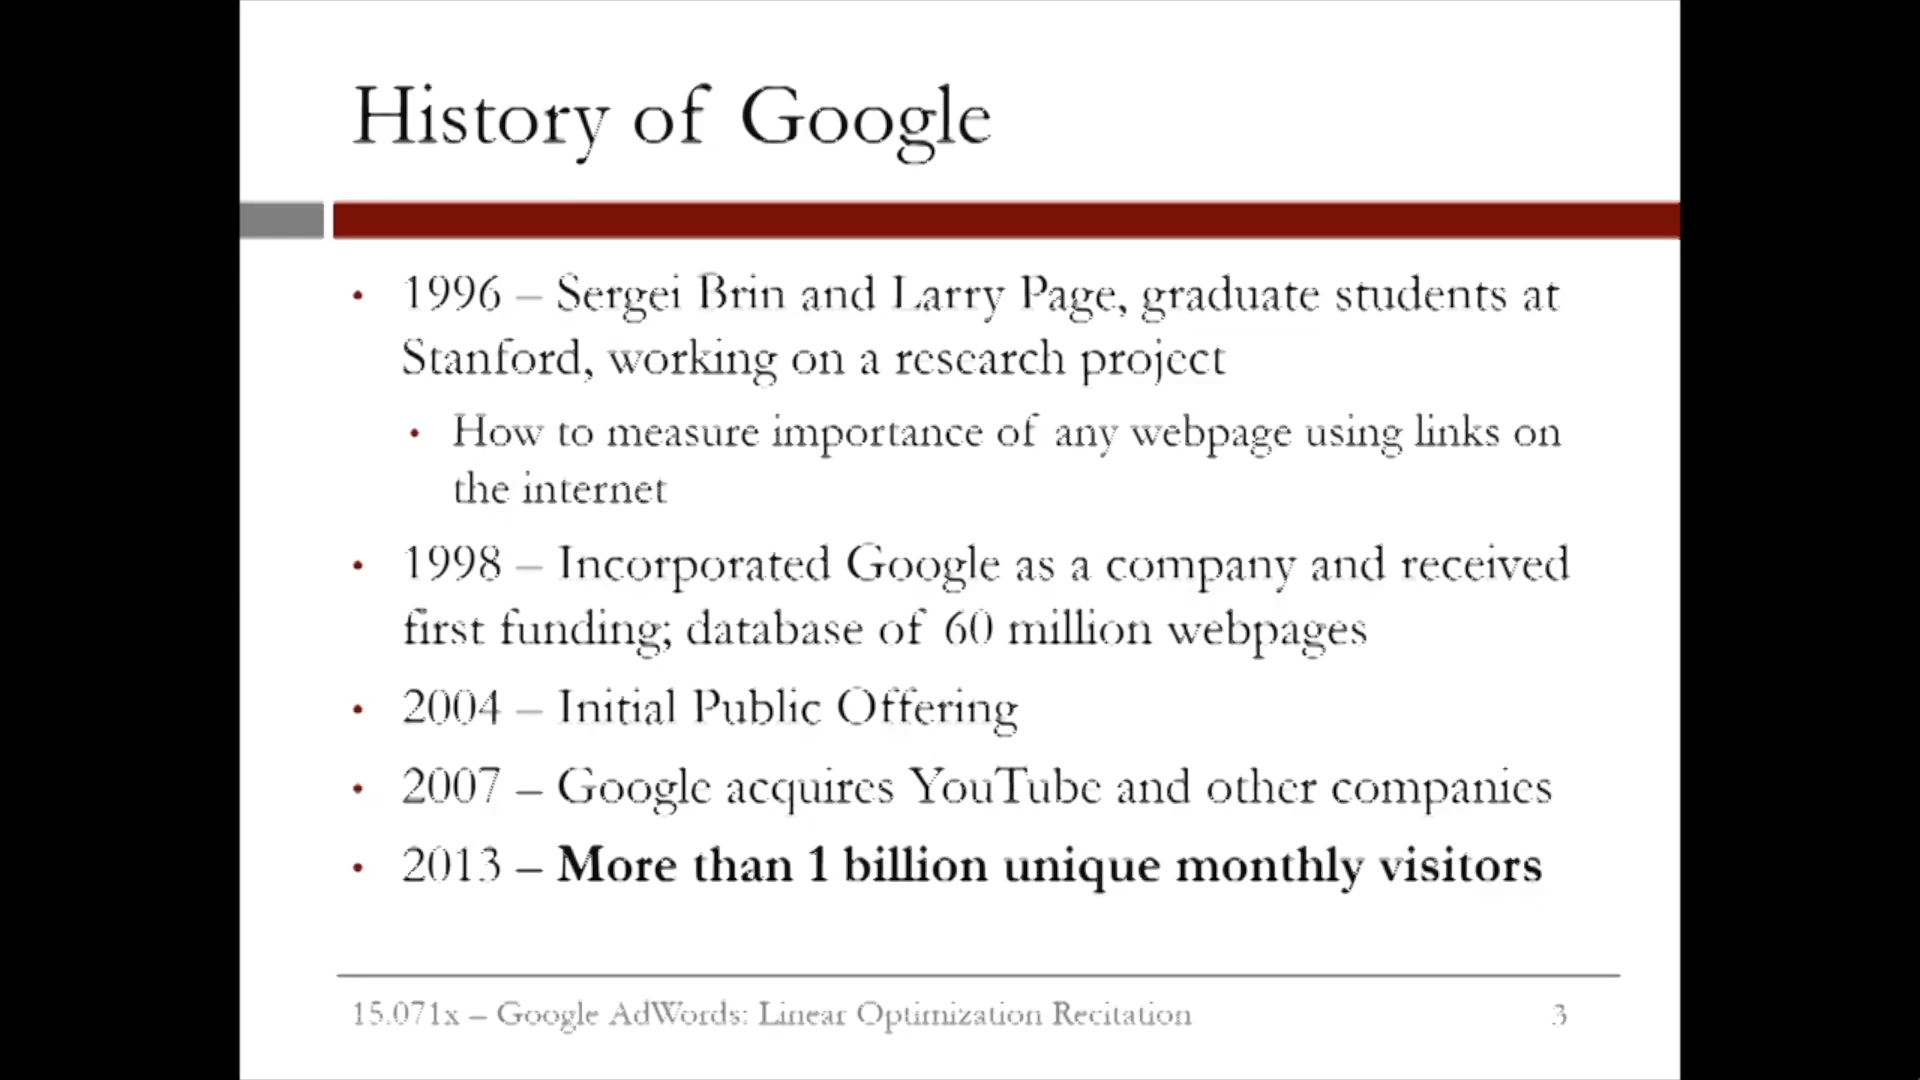 History of Google
• 1996 – Sergei Brin and Larry Page, graduate students at
Stanford, working on a research project
• How to measure importance of any webpage using links on
the internet
• 1998 – Incorporated Google as a company and received
first funding; database of 60 million webpages
• 2004 – Initial Public Offering
• 2007 – Google acquires YouTube and other companies
• 2013 – More than 1 billion unique monthly visitors
15.071x – Google AdWords: Linear Optimization Recitation 3